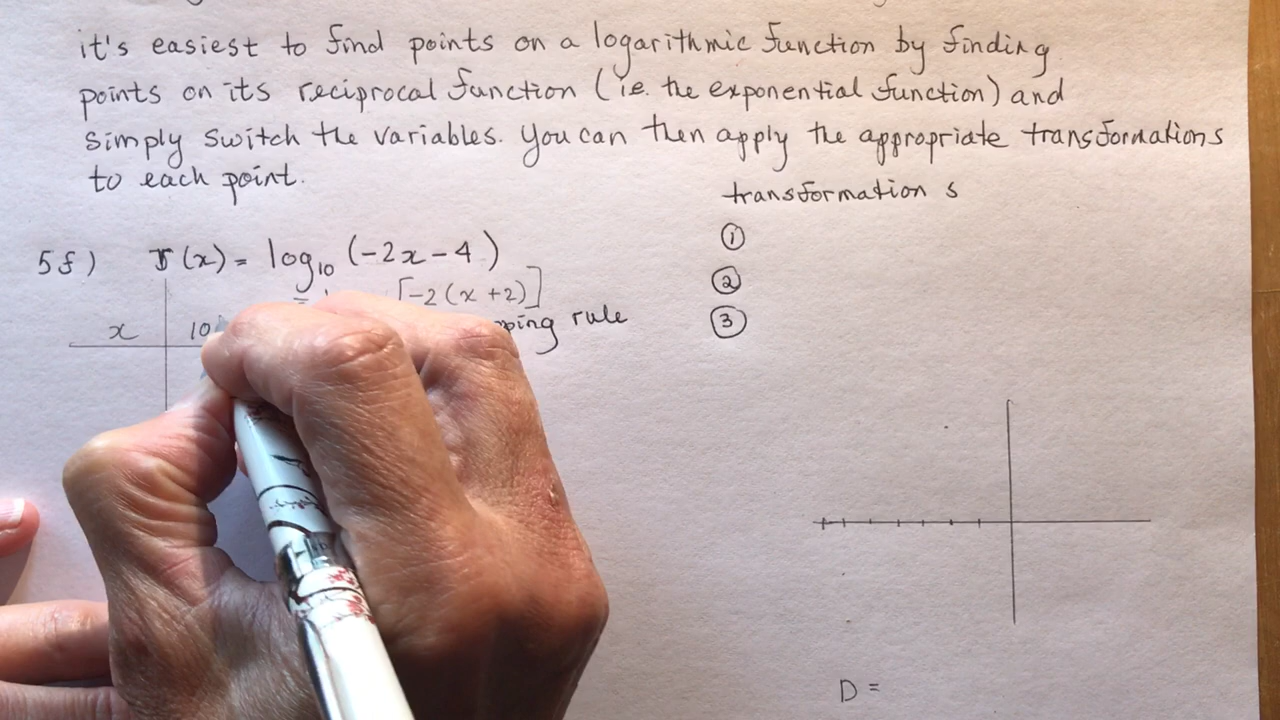 it's easiest to find points on a logarithmic function by finding
points on its reciprocal function (i.e. the exponential function) and
simply switch the variables. You can then apply the appropriate transformations
to each point.
transformation s
5f) f(x) = log₁₀ (-2x-4)
[-2(x+2)]
x 10
rule
①
②
③
D =